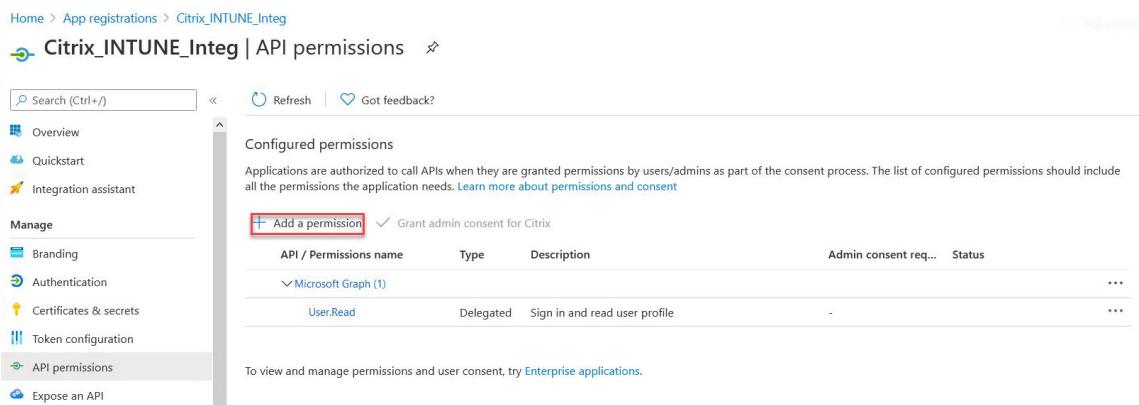 Home > App registrations > Citrix_INTUNE_Integ
Citrix_INTUNE_Integ | API permissions
Search (Ctrl+/)
«
Refresh
Got feedback?
Overview
Quickstart
Integration assistant
Manage
Branding
Authentication
Certificates & secrets
Token configuration
API permissions
Expose an API
Configured permissions
Applications are authorized to call APIs when they are granted permissions by users/admins as part of the consent process. The list of configured permissions should include
all the permissions the application needs. Learn more about permissions and consent
+ Add a permission Grant admin consent for Citrix
API / Permissions name Type Description Admin consent req... Status
Microsoft Graph (1) ...
User.Read Delegated Sign in and read user profile - ...
To view and manage permissions and user consent, try Enterprise applications.